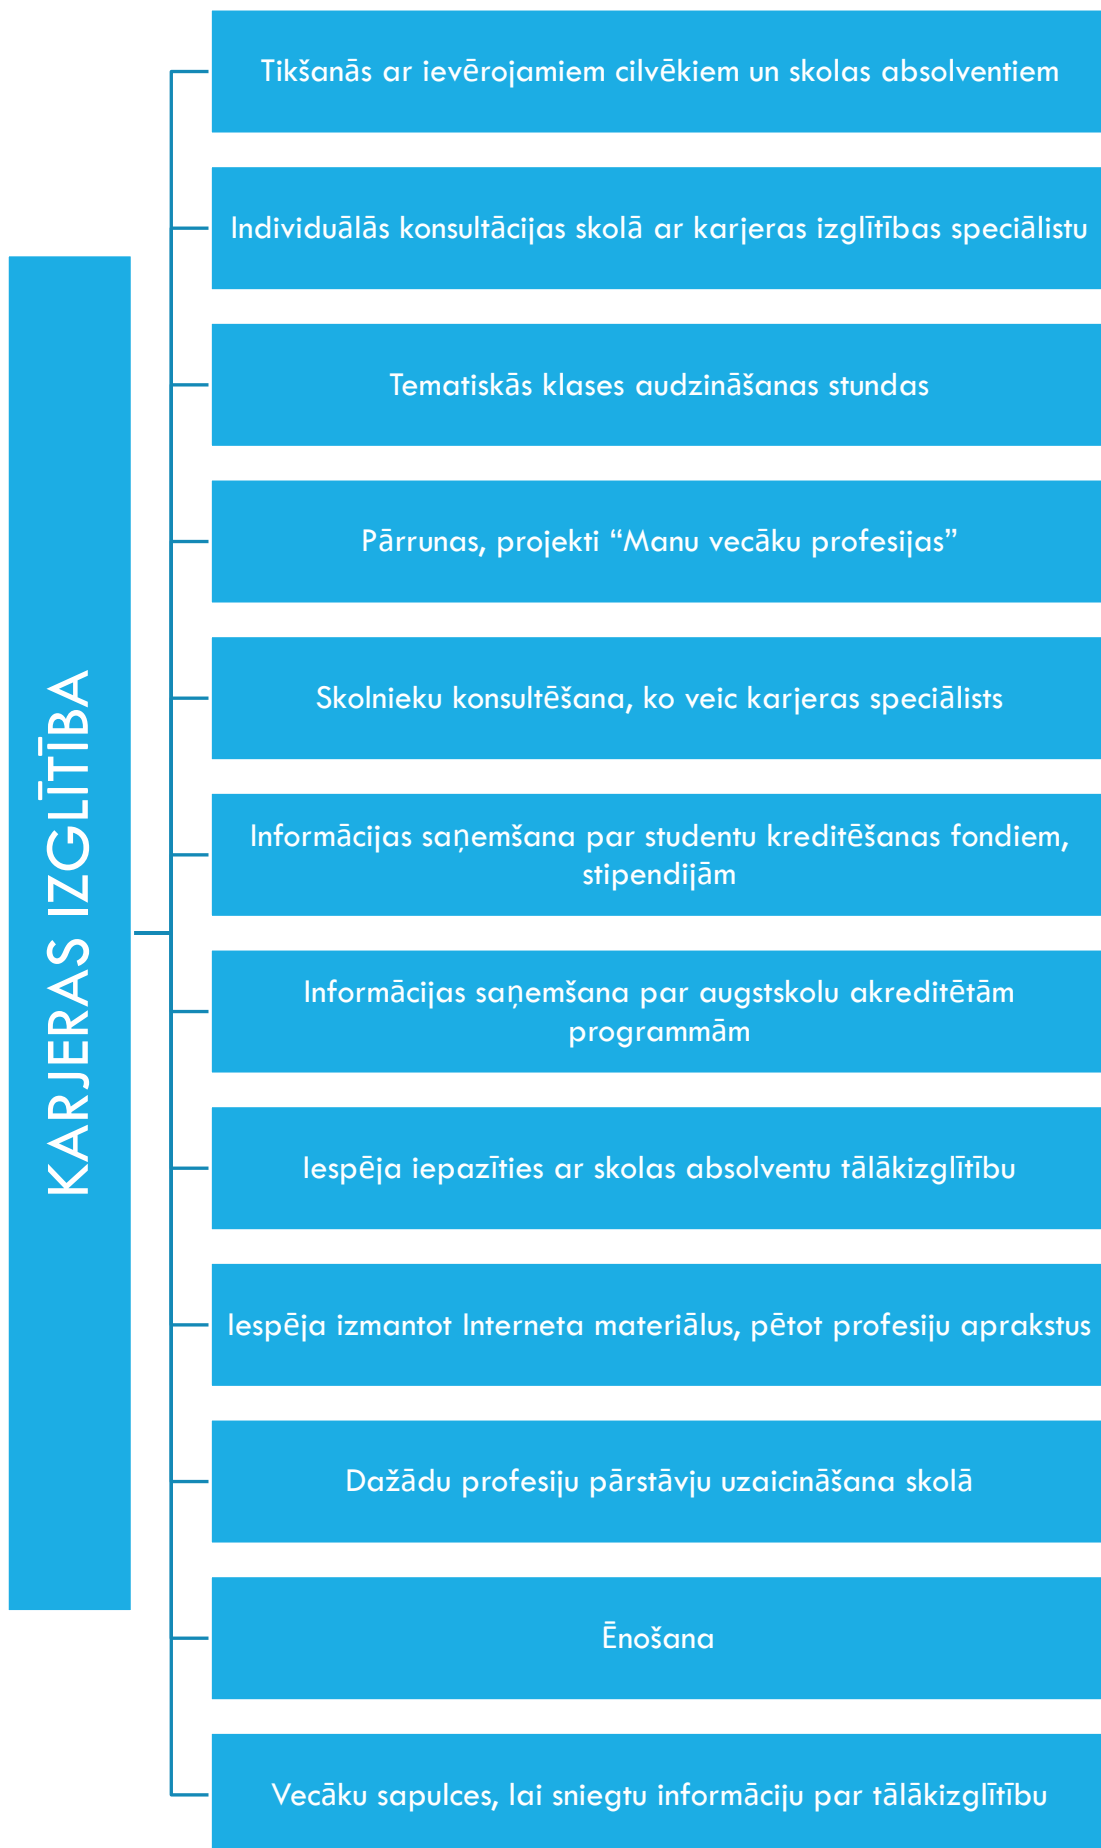 KARJERAS IZGLĪTĪBA
Tikšanās ar ievērojamiem cilvēkiem un skolas absolventiem
Individuālās konsultācijas skolā ar karjeras izglītības speciālistu
Tematiskās klases audzināšanas stundas
Pārrunas, projekti “Manu vecāku profesijas”
Skolnieku konsultēšana, ko veic karjeras speciālists
Informācijas saņemšana par studentu kreditēšanas fondiem,
stipendijām
Informācijas saņemšana par augstskolu akreditētām
programmām
Iespēja iepazīties ar skolas absolventu tālākizglītību
Iespēja izmantot Interneta materiālus, pētot profesiju aprakstus
Dažādu profesiju pārstāvju uzaicināšana skolā
Ēnošana
Vecāku sapulces, lai sniegtu informāciju par tālākizglītību